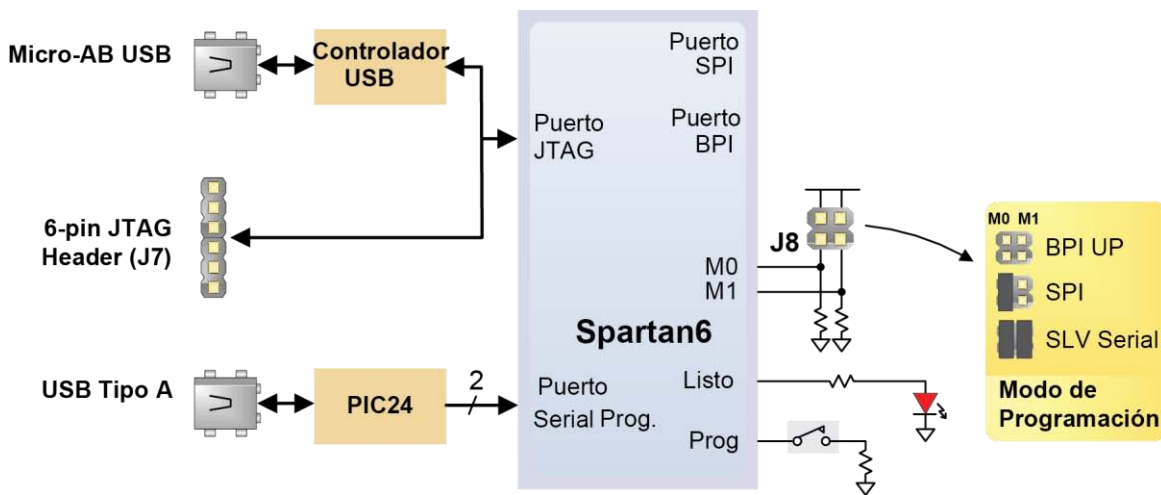 Micro-AB USB
Controlador
USB
6-pin JTAG
Header (J7)
USB Tipo A
PIC24
2
Puerto
SPI
Puerto
BPI
Puerto
JTAG
M0
M1
Spartan6
Puerto
Serial Prog.
Listo
Prog
J8
M0 M1
BPI UP
SPI
SLV Serial
Modo de
Programación